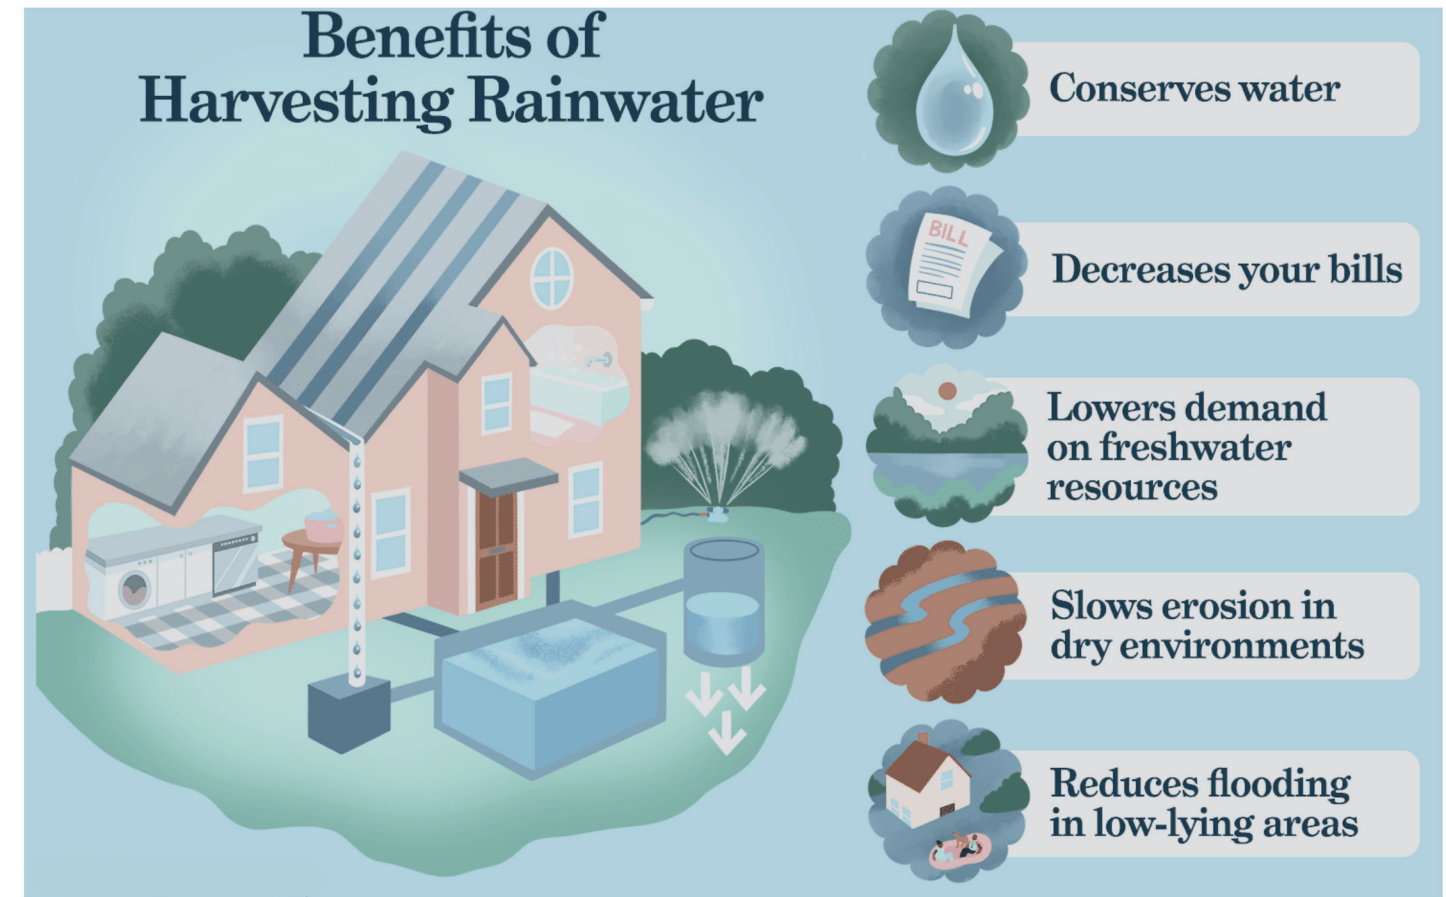 Benefits of
Harvesting Rainwater
Conserves water
BILL
Decreases your bills
Lowers demand
on freshwater
resources
Slows erosion in
dry environments
Reduces flooding
in low-lying areas